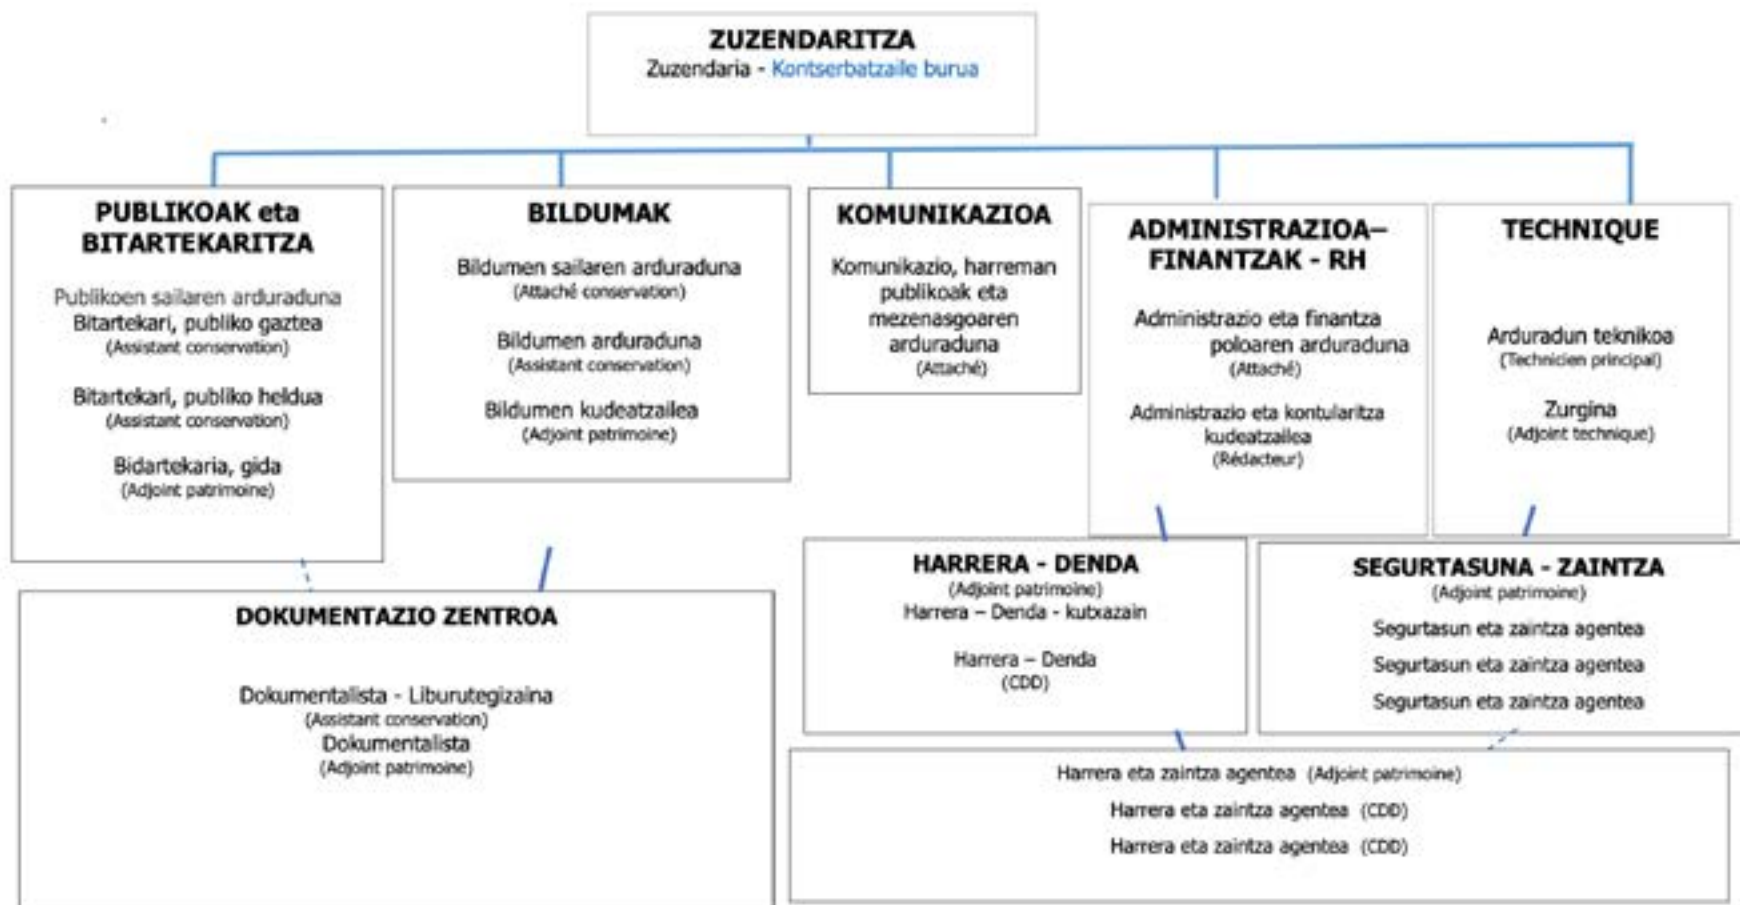 ZUZENDARITZA
Zuzendaria - Kontserbatzaile burua
PUBLIKOAK eta
BITARTEKARITZA
Publikoen sailaren arduraduna
Bitartekari, publiko gaztea
(Assistant conservation)
Bitartekari, publiko heldua
(Assistant conservation)
Bidartekaria, gida
(Adjoint patrimoine)
BILDUMAK
Bildumen sailaren arduraduna
(Attaché conservation)
Bildumen arduraduna
(Assistant conservation)
Bildumen kudeatzailea
(Adjoint patrimoine)
KOMUNIKAZIOA
Komunikazio, harreman
publikoak eta
mezenasgoaren
arduraduna
(Attaché)
ADMINISTRAZIOA–
FINANTZAK - RH
Administrazio eta finantza
poloaren arduraduna
(Attaché)
Administrazio eta kontularitza
kudeatzailea
(Rédacteur)
TECHNIQUE
Arduradun teknikoa
(Technicien principal)
Zurgina
(Adjoint technique)
DOKUMENTAZIO ZENTROA
Dokumentalista - Liburutegizaina
(Assistant conservation)
Dokumentalista
(Adjoint patrimoine)
HARRERA - DENDA
(Adjoint patrimoine)
Harrera – Denda - kutxazain
Harrera – Denda
(CDD)
SEGURTASUNA - ZAINTZA
(Adjoint patrimoine)
Segurtasun eta zaintza agentea
Segurtasun eta zaintza agentea
Segurtasun eta zaintza agentea
Harrera eta zaintza agentea (Adjoint patrimoine)
Harrera eta zaintza agentea (CDD)
Harrera eta zaintza agentea (CDD)